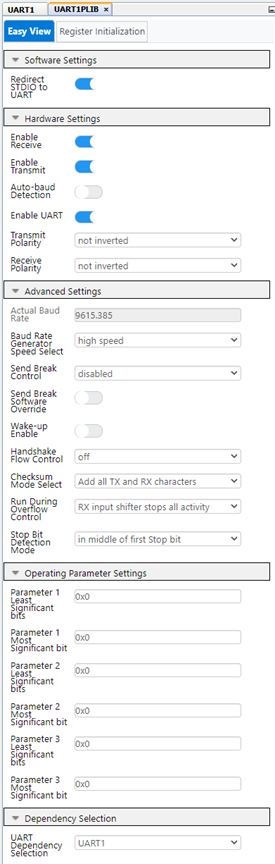 UART1
UART1PLIB ×
Easy View
Register Initialization
Software Settings
Redirect
STDIO to
UART
Hardware Settings
Enable
Receive
Enable
Transmit
Auto-baud
Detection
Enable UART
Transmit
Polarity
not inverted
Receive
Polarity
not inverted
Advanced Settings
Actual Baud
Rate
9615.385
Baud Rate
Generator
Speed Select
high speed
Send Break
Control
disabled
Send Break
Software
Override
Wake-up
Enable
Handshake
Flow Control
off
Checksum
Mode Select
Add all TX and RX characters
Run During
Overflow
Control
RX input shifter stops all activity
Stop Bit
Detection
Mode
in middle of first Stop bit
Operating Parameter Settings
Parameter 1
Least
Significant
bits
0x0
Parameter 1
Most
Significant bit
0x0
Parameter 2
Least
Significant
bits
0x0
Parameter 2
Most
Significant bit
0x0
Parameter 3
Least
Significant
bits
0x0
Parameter 3
Most
Significant bit
0x0
Dependency Selection
UART
Dependency
Selection
UART1